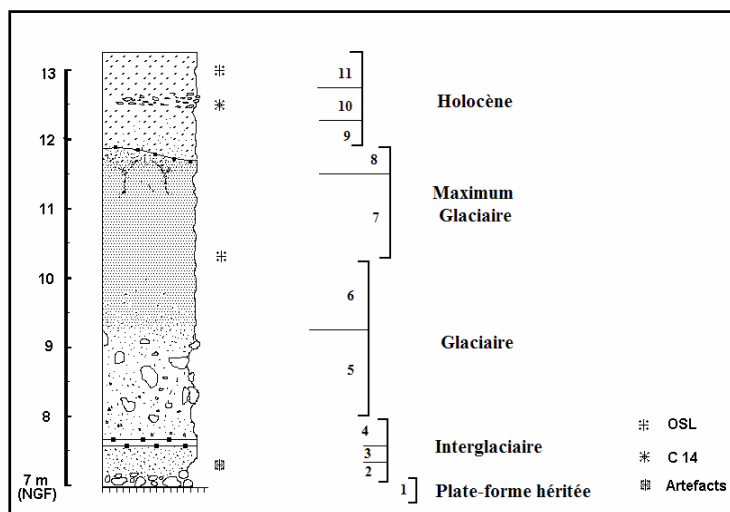 13
12
11
10
9
8
7 m
(NGF)
11
10
9
Holocène
8
7
Maximum
Glaciaire
6
5
Glaciaire
4
3
2
Interglaciaire
1
Plate-forme héritée
OSL
C 14
Artefacts